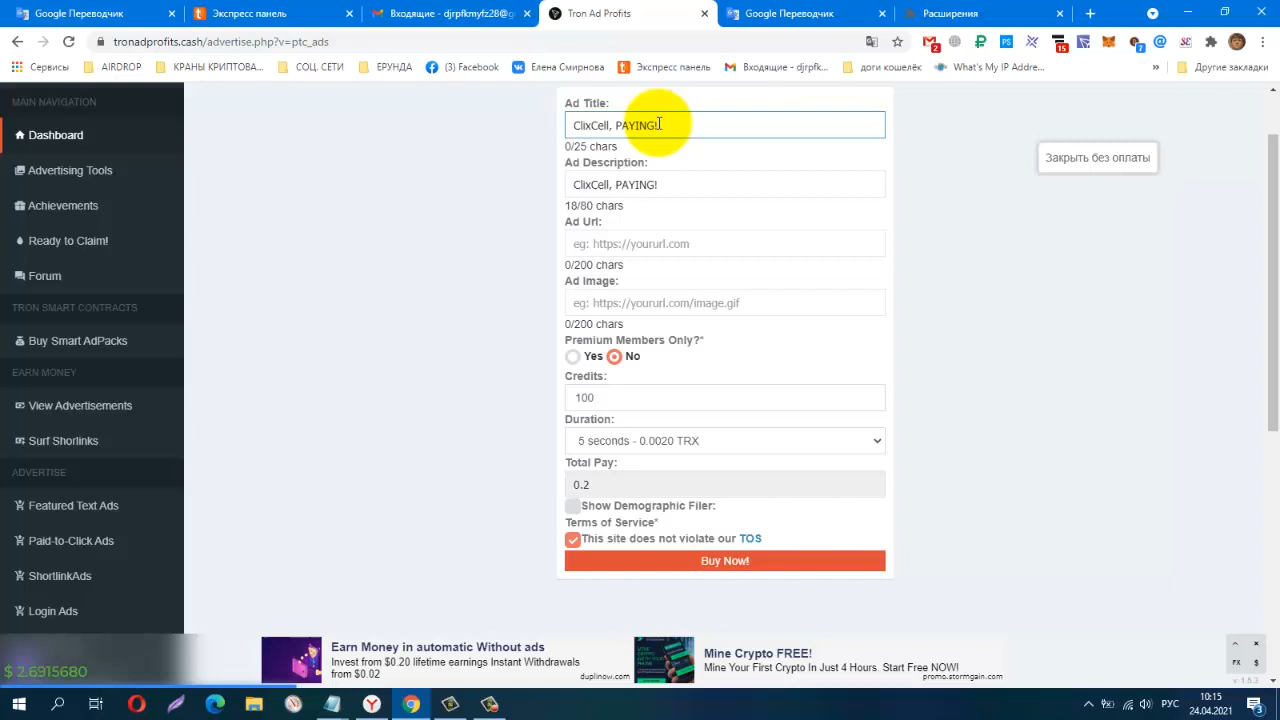 Google Переводчик
Экспресс панель
Входящие - djrpfkmyfz28@g
Tron Ad Profits
Google Переводчик
Расширения
tronadprofits.cash/advertise.php?v=ptc_ads
2
15
7
Сервисы
AIRDROP
КРАНЫ КРИПТОВА...
СОЦ. СЕТИ
ЕРУНДА
(3) Facebook
Елена Смирнова
Экспресс панель
Входящие - djrpfk...
доги кошелёк
What's My IP Addre...
»
Другие закладки
MAIN NAVIGATION
Dashboard
Advertising Tools
Achievements
Ready to Claim!
Forum
TRON SMART CONTRACTS
Buy Smart AdPacks
EARN MONEY
View Advertisements
Surf Shorlinks
ADVERTISE
Featured Text Ads
Paid-to-Click Ads
ShortlinkAds
Login Ads
$ 2.6915680
Ad Title:
ClixCell, PAYING!
0/25 chars
Ad Description:
ClixCell, PAYING!
18/80 chars
Ad Url:
eg: https://yoururl.com
0/200 chars
Ad Image:
eg: https://yoururl.com/image.gif
0/200 chars
Premium Members Only?*
Yes No
Credits:
100
Duration:
5 seconds - 0.0020 TRX
Total Pay:
0.2
Show Demographic Filer:
Terms of Service*
This site does not violate our TOS
Buy Now!
Закрыть без оплаты
Earn Money in automatic Without ads
Invest from $0.20 lifetime earnings Instant Withdrawals
from $0.02
duplinow.com
Mine Crypto FREE!
Mine Your First Crypto In Just 4 Hours. Start Free NOW!
promo.stormgain.com
FX $
v. 1.6.3
РУС
10:15
24.04.2021
3